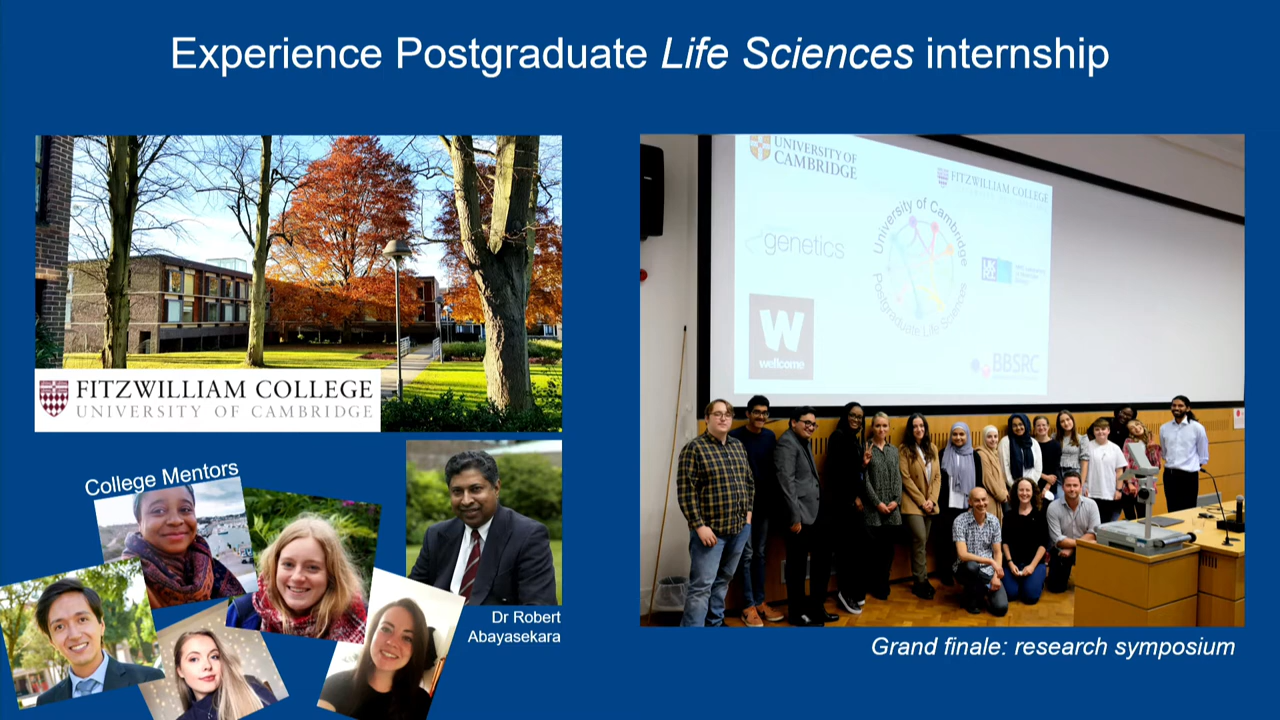 Experience Postgraduate Life Sciences internship
FITZWILLIAM COLLEGE
UNIVERSITY OF CAMBRIDGE
College Mentors
Dr Robert
Abayasekara
UNIVERSITY OF
CAMBRIDGE
FITZWILLIAM COLLEGE
genetics
University of Cambridge
Postgraduate Life Sciences
W
wellcome
BBSRC
Grand finale: research symposium